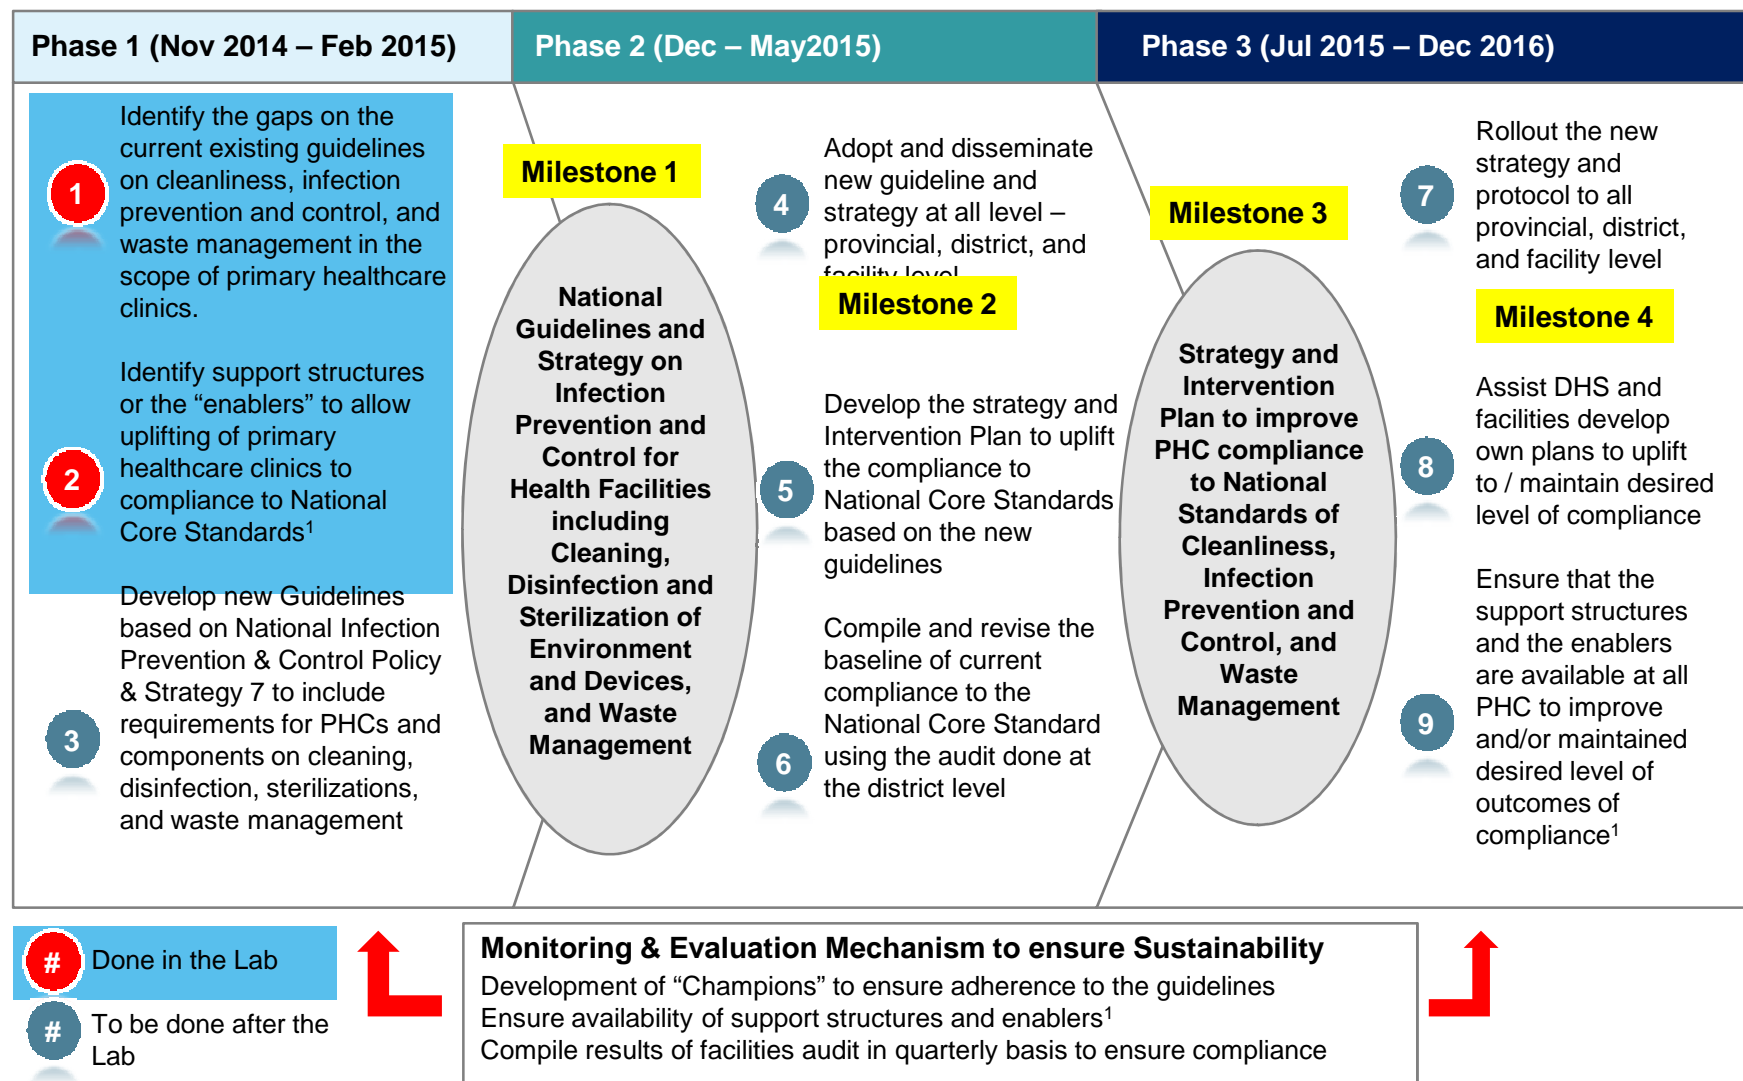 Phase 1 (Nov 2014 – Feb 2015)
Phase 2 (Dec – May2015)
Phase 3 (Jul 2015 – Dec 2016)
1
Identify the gaps on the
current existing guidelines
on cleanliness, infection
prevention and control, and
waste management in the
scope of primary healthcare
clinics.
2
Identify support structures
or the “enablers” to allow
uplifting of primary
healthcare clinics to
compliance to National
Core Standards¹
3
Develop new Guidelines
based on National Infection
Prevention & Control Policy
& Strategy 7 to include
requirements for PHCs and
components on cleaning,
disinfection, sterilizations,
and waste management
Milestone 1
National
Guidelines and
Strategy on
Infection
Prevention and
Control for
Health Facilities
including
Cleaning,
Disinfection and
Sterilization of
Environment
and Devices,
and Waste
Management
4
Adopt and disseminate
new guideline and
strategy at all level –
provincial, district, and
facility level
Milestone 2
5
Develop the strategy and
Intervention Plan to uplift
the compliance to
National Core Standards
based on the new
guidelines
6
Compile and revise the
baseline of current
compliance to the
National Core Standard
using the audit done at
the district level
Milestone 3
Strategy and
Intervention
Plan to improve
PHC compliance
to National
Standards of
Cleanliness,
Infection
Prevention and
Control, and
Waste
Management
7
Rollout the new
strategy and
protocol to all
provincial, district,
and facility level
Milestone 4
8
Assist DHS and
facilities develop
own plans to uplift
to / maintain desired
level of compliance
9
Ensure that the
support structures
and the enablers
are available at all
PHC to improve
and/or maintained
desired level of
outcomes of
compliance¹
# Done in the Lab
# To be done after the
Lab
Monitoring & Evaluation Mechanism to ensure Sustainability
Development of “Champions” to ensure adherence to the guidelines
Ensure availability of support structures and enablers¹
Compile results of facilities audit in quarterly basis to ensure compliance